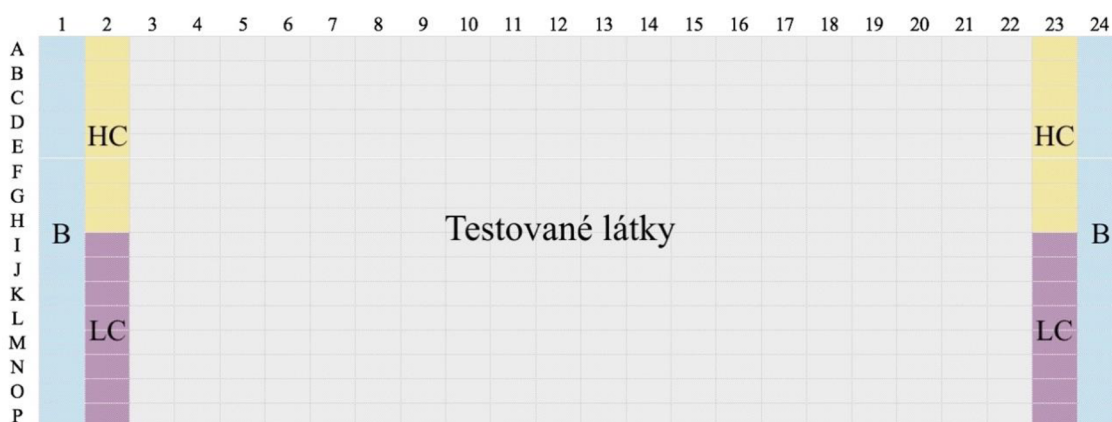 1 2 3 4 5 6 7 8 9 10 11 12 13 14 15 16 17 18 19 20 21 22 23 24
A
B
C
D
E
HC HC
F
G
H
B Testované látky B
I
J
K
L
LC LC
M
N
O
P